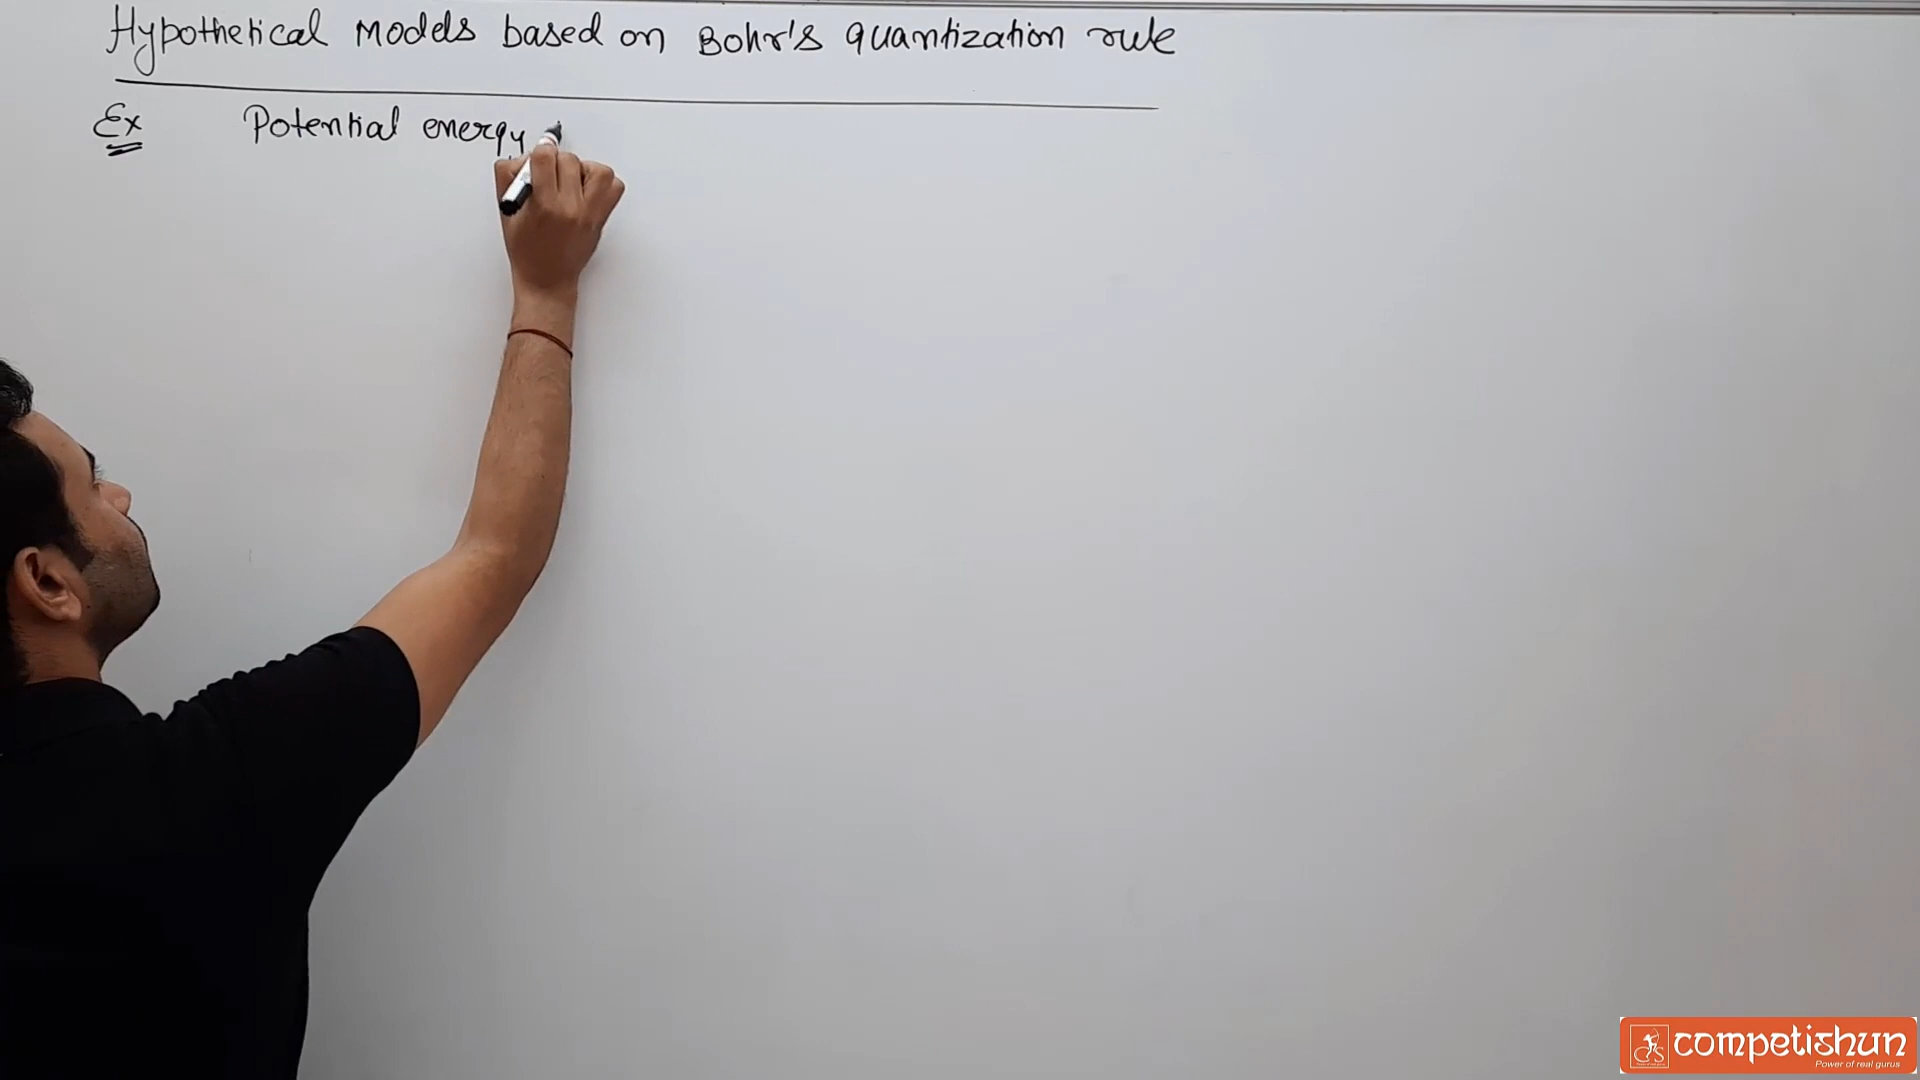 Hypothetical Models based on Bohr's quantization rule
Ex Potential energy
competishun
Power of real gurus